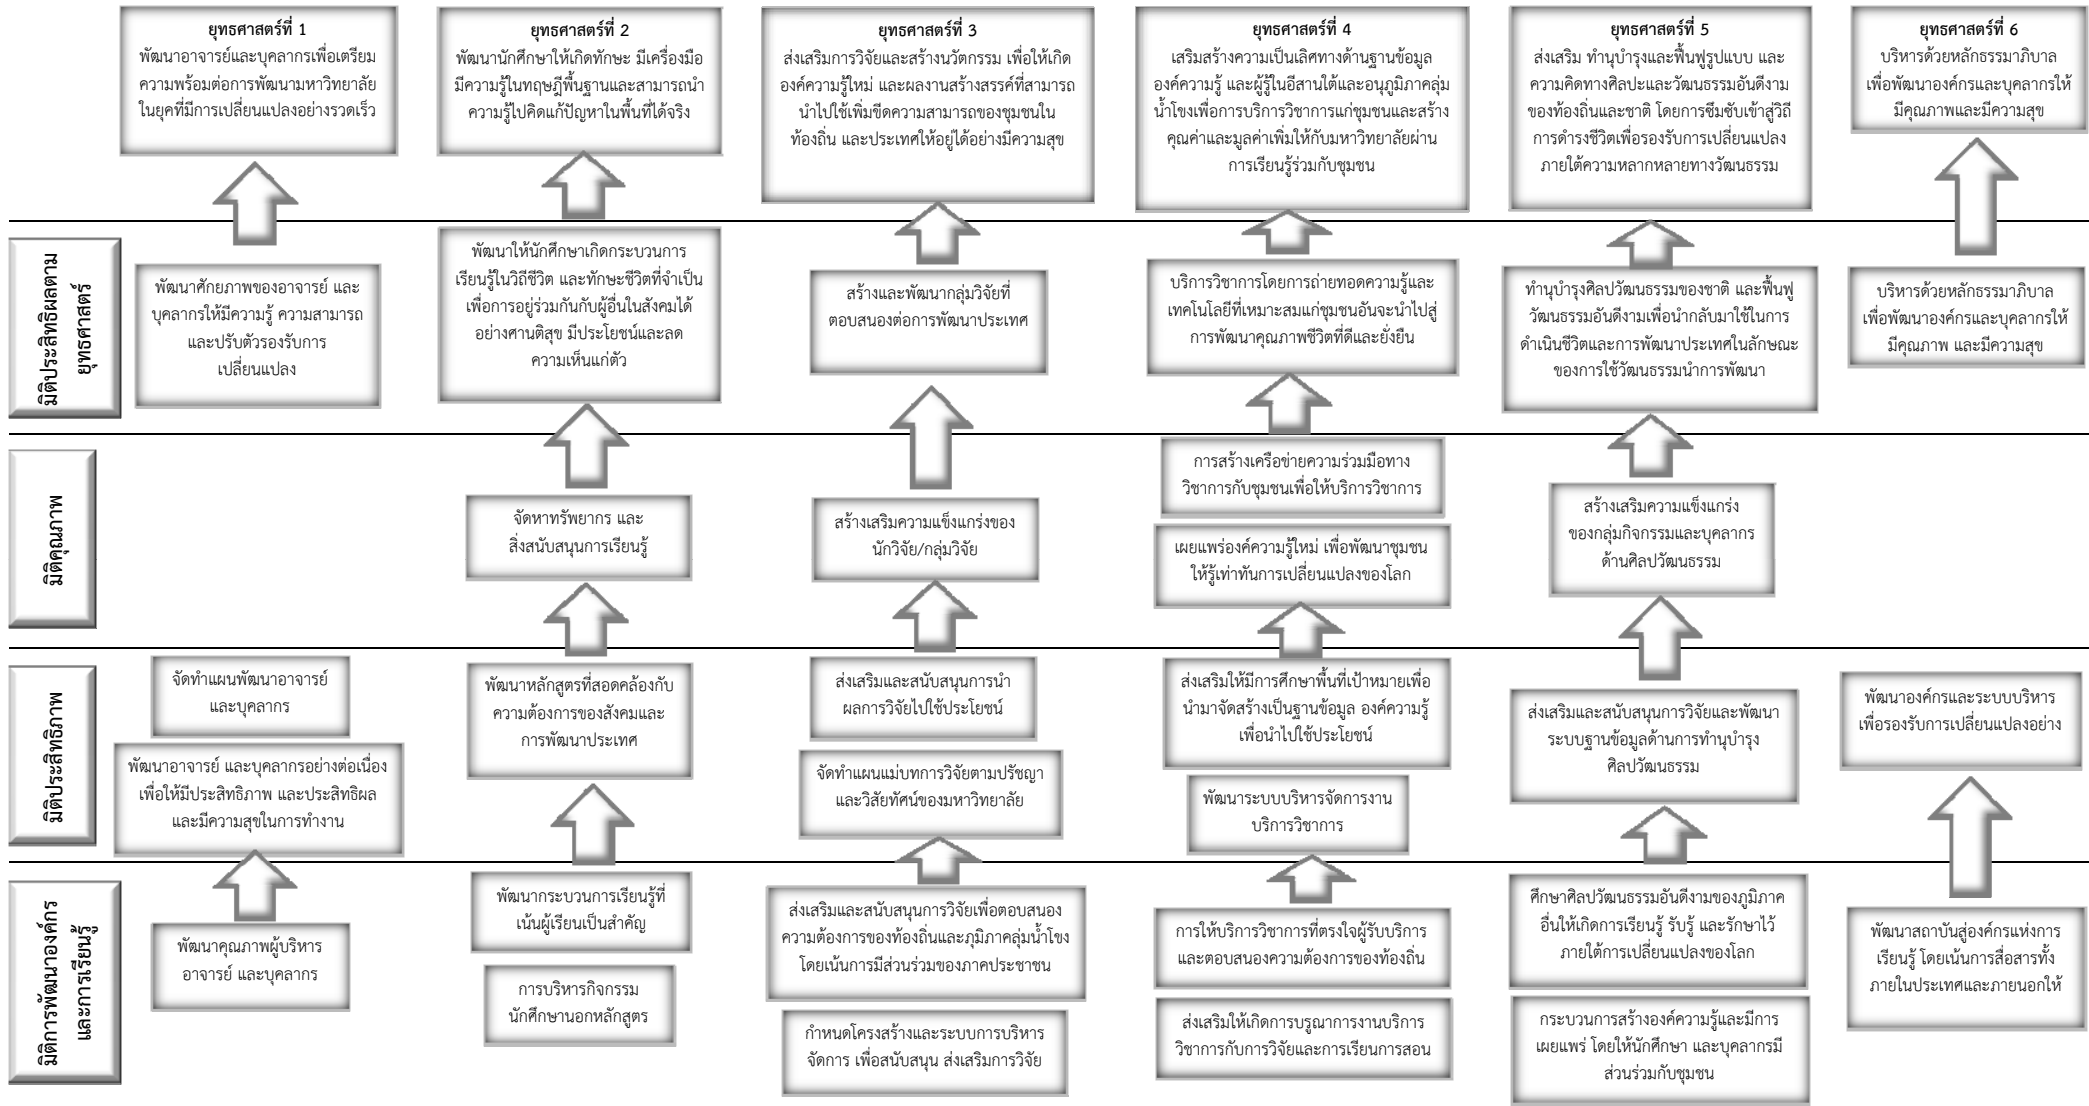 ยุทธศาสตร์ที่ 1
พัฒนาอาจารย์และบุคลากรเพื่อเตรียม
ความพร้อมต่อการพัฒนามหาวิทยาลัย
ในยุคที่มีการเปลี่ยนแปลงอย่างรวดเร็ว
ยุทธศาสตร์ที่ 2
พัฒนานักศึกษาให้เกิดทักษะ มีเครื่องมือ
มีความรู้ในทฤษฎีพื้นฐานและสามารถนำ
ความรู้ไปคิดแก้ปัญหาในพื้นที่ได้จริง
ยุทธศาสตร์ที่ 3
ส่งเสริมการวิจัยและสร้างนวัตกรรม เพื่อให้เกิด
องค์ความรู้ใหม่ และผลงานสร้างสรรค์ที่สามารถ
นำไปใช้เพิ่มขีดความสามารถของชุมชนใน
ท้องถิ่น และประเทศให้อยู่ได้อย่างมีความสุข
ยุทธศาสตร์ที่ 4
เสริมสร้างความเป็นเลิศทางด้านฐานข้อมูล
องค์ความรู้ และผู้รู้ในอีสานใต้และอนุภูมิภาคลุ่ม
น้ำโขงเพื่อการบริการวิชาการแก่ชุมชนและสร้าง
คุณค่าและมูลค่าเพิ่มให้กับมหาวิทยาลัยผ่าน
การเรียนรู้ร่วมกับชุมชน
ยุทธศาสตร์ที่ 5
ส่งเสริม ทำนุบำรุงและฟื้นฟูรูปแบบ และ
ความคิดทางศิลปะและวัฒนธรรมอันดีงาม
ของท้องถิ่นและชาติ โดยการซึมซับเข้าสู่วิถี
การดำรงชีวิตเพื่อรองรับการเปลี่ยนแปลง
ภายใต้ความหลากหลายทางวัฒนธรรม
ยุทธศาสตร์ที่ 6
บริหารด้วยหลักธรรมาภิบาล
เพื่อพัฒนาองค์กรและบุคลากรให้
มีคุณภาพและมีความสุข
มิติประสิทธิผลตาม
ยุทธศาสตร์
พัฒนาศักยภาพของอาจารย์ และ
บุคลากรให้มีความรู้ ความสามารถ
และปรับตัวรองรับการ
เปลี่ยนแปลง
พัฒนาให้นักศึกษาเกิดกระบวนการ
เรียนรู้ในวิถีชีวิต และทักษะชีวิตที่จำเป็น
เพื่อการอยู่ร่วมกันกับผู้อื่นในสังคมได้
อย่างศานติสุข มีประโยชน์และลด
ความเห็นแก่ตัว
สร้างและพัฒนากลุ่มวิจัยที่
ตอบสนองต่อการพัฒนาประเทศ
บริการวิชาการโดยการถ่ายทอดความรู้และ
เทคโนโลยีที่เหมาะสมแก่ชุมชนอันจะนำไปสู่
การพัฒนาคุณภาพชีวิตที่ดีและยั่งยืน
ทำนุบำรุงศิลปวัฒนธรรมของชาติ และฟื้นฟู
วัฒนธรรมอันดีงามเพื่อนำกลับมาใช้ในการ
ดำเนินชีวิตและการพัฒนาประเทศในลักษณะ
ของการใช้วัฒนธรรมนำการพัฒนา
บริหารด้วยหลักธรรมาภิบาล
เพื่อพัฒนาองค์กรและบุคลากรให้
มีคุณภาพ และมีความสุข
มิติคุณภาพ
จัดหาทรัพยากร และ
สิ่งสนับสนุนการเรียนรู้
สร้างเสริมความแข็งแกร่งของ
นักวิจัย/กลุ่มวิจัย
การสร้างเครือข่ายความร่วมมือทาง
วิชาการกับชุมชนเพื่อให้บริการวิชาการ
เผยแพร่องค์ความรู้ใหม่ เพื่อพัฒนาชุมชน
ให้รู้เท่าทันการเปลี่ยนแปลงของโลก
สร้างเสริมความแข็งแกร่ง
ของกลุ่มกิจกรรมและบุคลากร
ด้านศิลปวัฒนธรรม
มิติประสิทธิภาพ
จัดทำแผนพัฒนาอาจารย์
และบุคลากร
พัฒนาอาจารย์ และบุคลากรอย่างต่อเนื่อง
เพื่อให้มีประสิทธิภาพ และประสิทธิผล
และมีความสุขในการทำงาน
พัฒนาหลักสูตรที่สอดคล้องกับ
ความต้องการของสังคมและ
การพัฒนาประเทศ
ส่งเสริมและสนับสนุนการนำ
ผลการวิจัยไปใช้ประโยชน์
จัดทำแผนแม่บทการวิจัยตามปรัชญา
และวิสัยทัศน์ของมหาวิทยาลัย
ส่งเสริมให้มีการศึกษาพื้นที่เป้าหมายเพื่อ
นำมาจัดสร้างเป็นฐานข้อมูล องค์ความรู้
เพื่อนำไปใช้ประโยชน์
พัฒนาระบบบริหารจัดการงาน
บริการวิชาการ
ส่งเสริมและสนับสนุนการวิจัยและพัฒนา
ระบบฐานข้อมูลด้านการทำนุบำรุง
ศิลปวัฒนธรรม
พัฒนาองค์กรและระบบบริหาร
เพื่อรองรับการเปลี่ยนแปลงอย่าง
มิติการพัฒนาองค์กร
และการเรียนรู้
พัฒนาคุณภาพผู้บริหาร
อาจารย์ และบุคลากร
พัฒนากระบวนการเรียนรู้ที่
เน้นผู้เรียนเป็นสำคัญ
การบริหารกิจกรรม
นักศึกษานอกหลักสูตร
ส่งเสริมและสนับสนุนการวิจัยเพื่อตอบสนอง
ความต้องการของท้องถิ่นและภูมิภาคลุ่มน้ำโขง
โดยเน้นการมีส่วนร่วมของภาคประชาชน
กำหนดโครงสร้างและระบบการบริหาร
จัดการ เพื่อสนับสนุน ส่งเสริมการวิจัย
การให้บริการวิชาการที่ตรงใจผู้รับบริการ
และตอบสนองความต้องการของท้องถิ่น
ส่งเสริมให้เกิดการบรูณาการงานบริการ
วิชาการกับการวิจัยและการเรียนการสอน
ศึกษาศิลปวัฒนธรรมอันดีงามของภูมิภาค
อื่นให้เกิดการเรียนรู้ รับรู้ และรักษาไว้
ภายใต้การเปลี่ยนแปลงของโลก
กระบวนการสร้างองค์ความรู้และมีการ
เผยแพร่ โดยให้นักศึกษา และบุคลากรมี
ส่วนร่วมกับชุมชน
พัฒนาสถาบันสู่องค์กรแห่งการ
เรียนรู้ โดยเน้นการสื่อสารทั้ง
ภายในประเทศและภายนอกให้